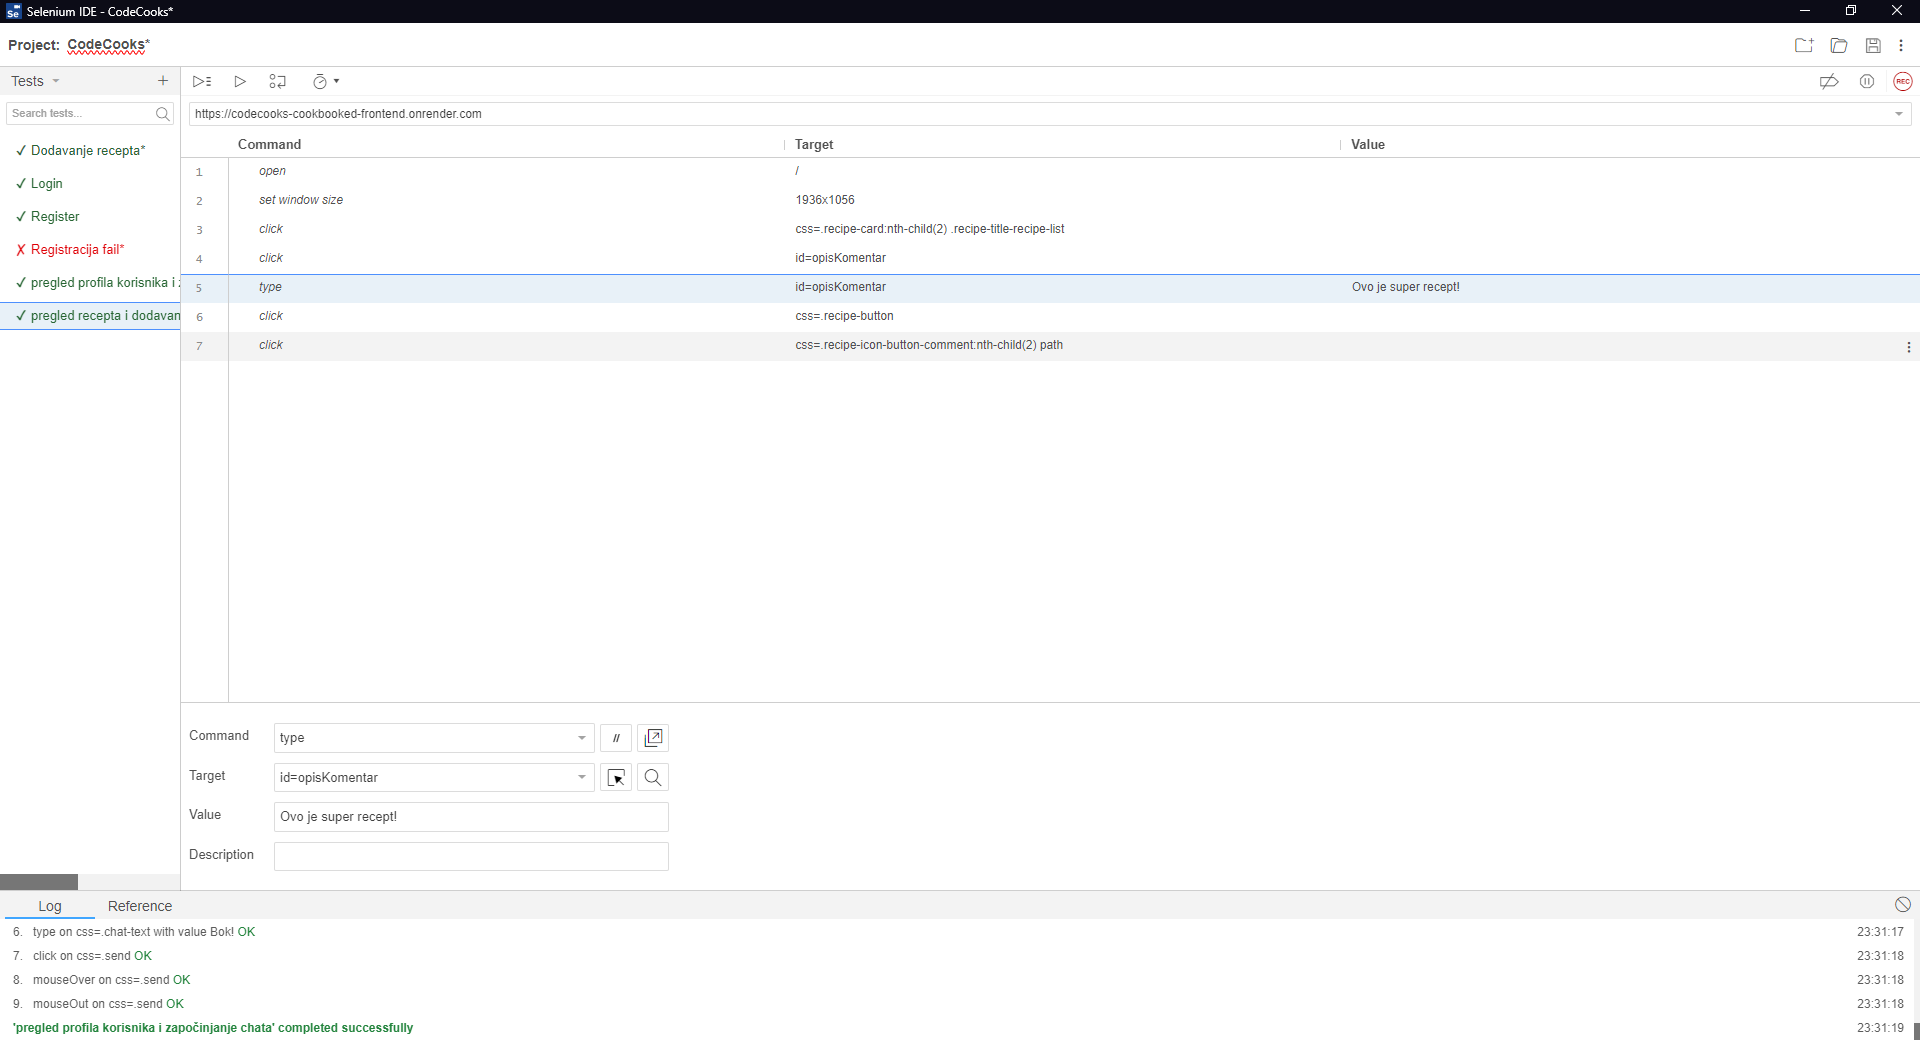 Selenium IDE - CodeCooks*
Project: CodeCooks*
Tests
Search tests...
✓ Dodavanje recepta*
✓ Login
✓ Register
✗ Registracija fail*
✓ pregled profila korisnika i
✓ pregled recepta i dodavan
REC
https://codecooks-cookbooked-frontend.onrender.com
Command Target Value
1 open /
2 set window size 1936x1056
3 click css=.recipe-card:nth-child(2) .recipe-title-recipe-list
4 click id=opisKomentar
5 type id=opisKomentar Ovo je super recept!
6 click css=.recipe-button
7 click css=.recipe-icon-button-comment:nth-child(2) path
Command type //
Target id=opisKomentar
Value Ovo je super recept!
Description
Log Reference
6. type on css=.chat-text with value Bok! OK 23:31:17
7. click on css=.send OK 23:31:18
8. mouseOver on css=.send OK 23:31:18
9. mouseOut on css=.send OK 23:31:18
'pregled profila korisnika i započinjanje chata' completed successfully 23:31:19